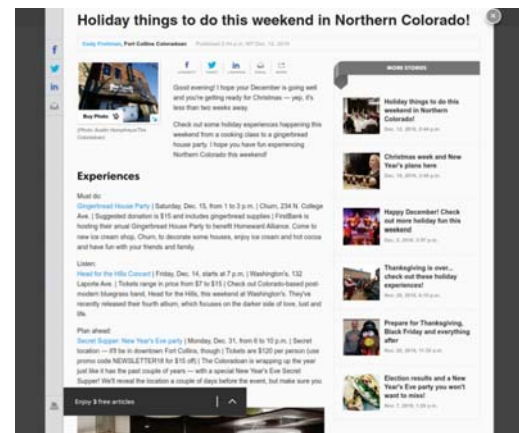 Holiday things to do this weekend in Northern Colorado!
Cody Frohman, Fort Collins Coloradoan
Published 2:44 p.m. MT Dec. 13, 2018
Buy Photo
Good evening! I hope your December is going well
and you're getting ready for Christmas — yep, it's
less than two weeks away.
Check out some holiday experiences happening this
weekend from a cooking class to a gingerbread
house party. I hope you have fun experiencing
Northern Colorado this weekend!
Experiences
Must do:
Gingerbread House Party | Saturday, Dec. 15, from 1 to 3 p.m. | Churn, 234 N. College
Ave. | Suggested donation is $15 and includes gingerbread supplies | FirstBank is
hosting their anual Gingerbread House Party to benefit Homeward Alliance. Come to
new ice cream shop, Churn, to decorate some houses, enjoy ice cream and hot cocoa
and have fun with your friends and family.
Listen:
Head for the Hills Concert | Friday, Dec. 14, starts at 7 p.m. | Washington's, 132
Laporte Ave. | Tickets range in price from $7 to $15 | Check out Colorado-based post-
modern bluegrass band, Head for the Hills, this weekend at Washington's. They've
recently released their fourth album, which focuses on the darker side of love, lust and
life.
Plan ahead:
Secret Supper: New Year's Eve party | Monday, Dec. 31, from 6 to 10 p.m. | Secret
location — it'll be in downtown Fort Collins, though | Tickets are $120 per person (use
promo code NEWSLETTER18 for $15 off) | The Coloradoan is wrapping up the year
just like it has the past couple of years — with a special New Year's Eve Secret
Supper! We'll reveal the location a couple of days before the event, but make sure you
Enjoy 3 free articles
MORE STORIES
Holiday things to do this
weekend in Northern
Colorado!
Christmas week and New
Year's plans here
Happy December! Check
out more holiday fun this
weekend
Thanksgiving is over...
check out these holiday
experiences!
Prepare for Thanksgiving,
Black Friday and everything
after
Election results and a New
Year's Eve party you won't
want to miss!